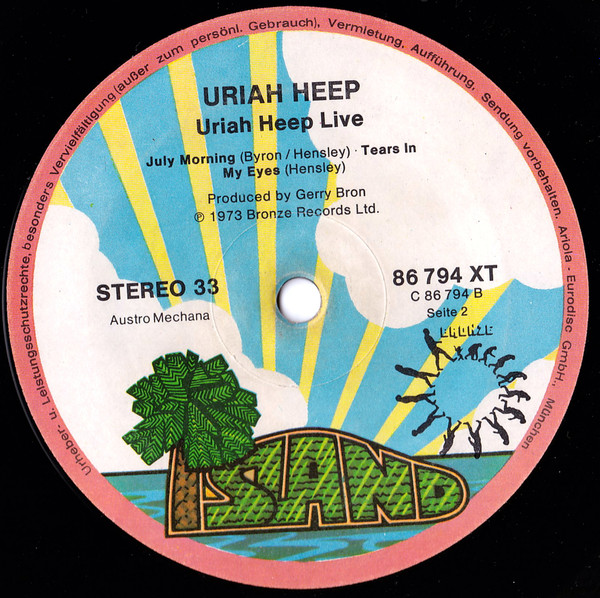 Urheber- u. Leistungsschutzrechte, besonders Vervielfältigung (außer zum persönl. Gebrauch), Vermietung, Aufführung, Sendung vorbehalten. Ariola - Eurodisc GmbH., München
URIAH HEEP
Uriah Heep Live
July Morning (Byron / Hensley) · Tears In
My Eyes (Hensley)
Produced by Gerry Bron
℗ 1973 Bronze Records Ltd.
STEREO 33
Austro Mechana
86 794 XT
C 86 794 B
Seite 2
BRONZE
ISLAND